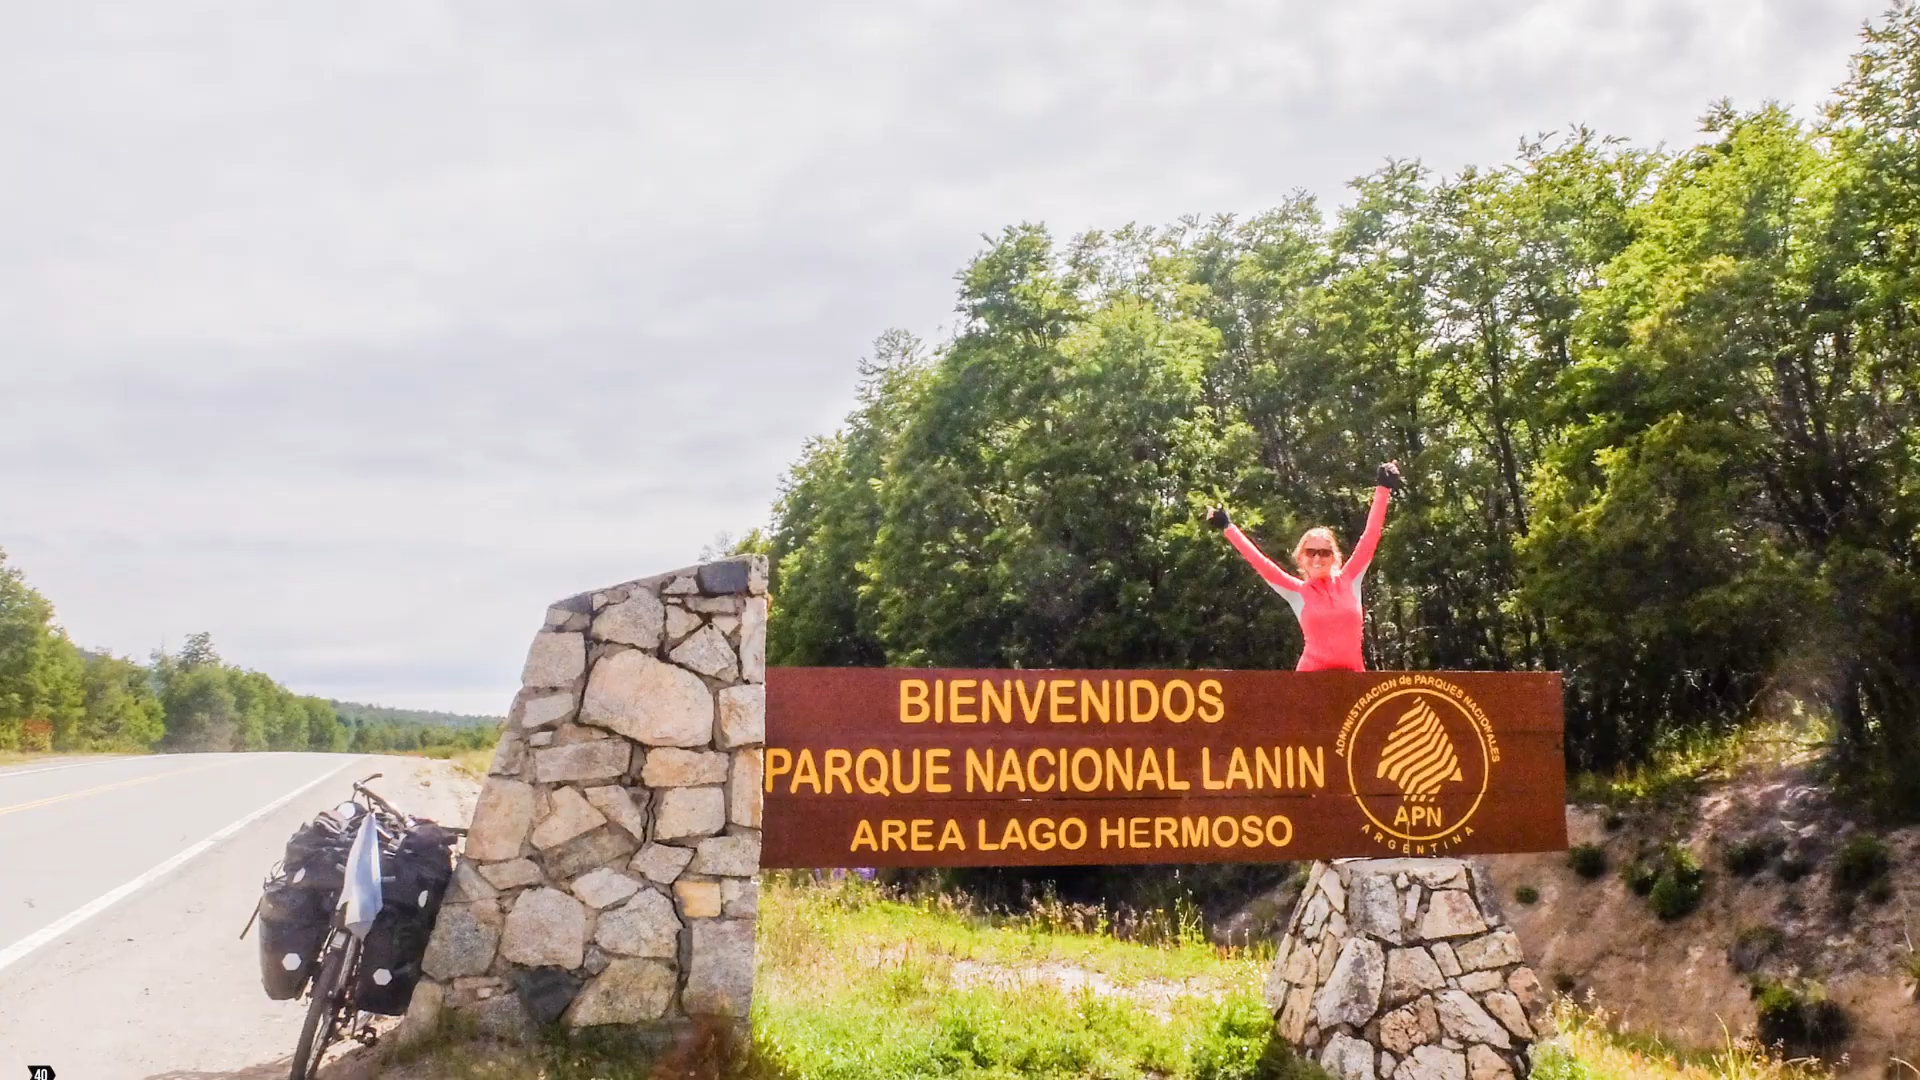 BIENVENIDOS
PARQUE NACIONAL LANIN
AREA LAGO HERMOSO
ADMINISTRACION de PARQUES NACIONALES
APN
ARGENTINA
40